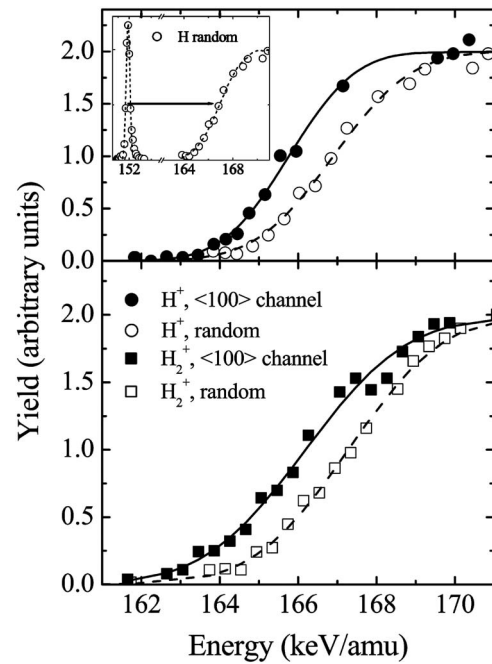 H random
152 164 168
2.0
1.5
1.0
0.5
0.0
Yield (arbitrary units)
H⁺, <100> channel
H⁺, random
H₂⁺, <100> channel
H₂⁺, random
2.0
1.5
1.0
0.5
0.0
162 164 166 168 170
Energy (keV/amu)